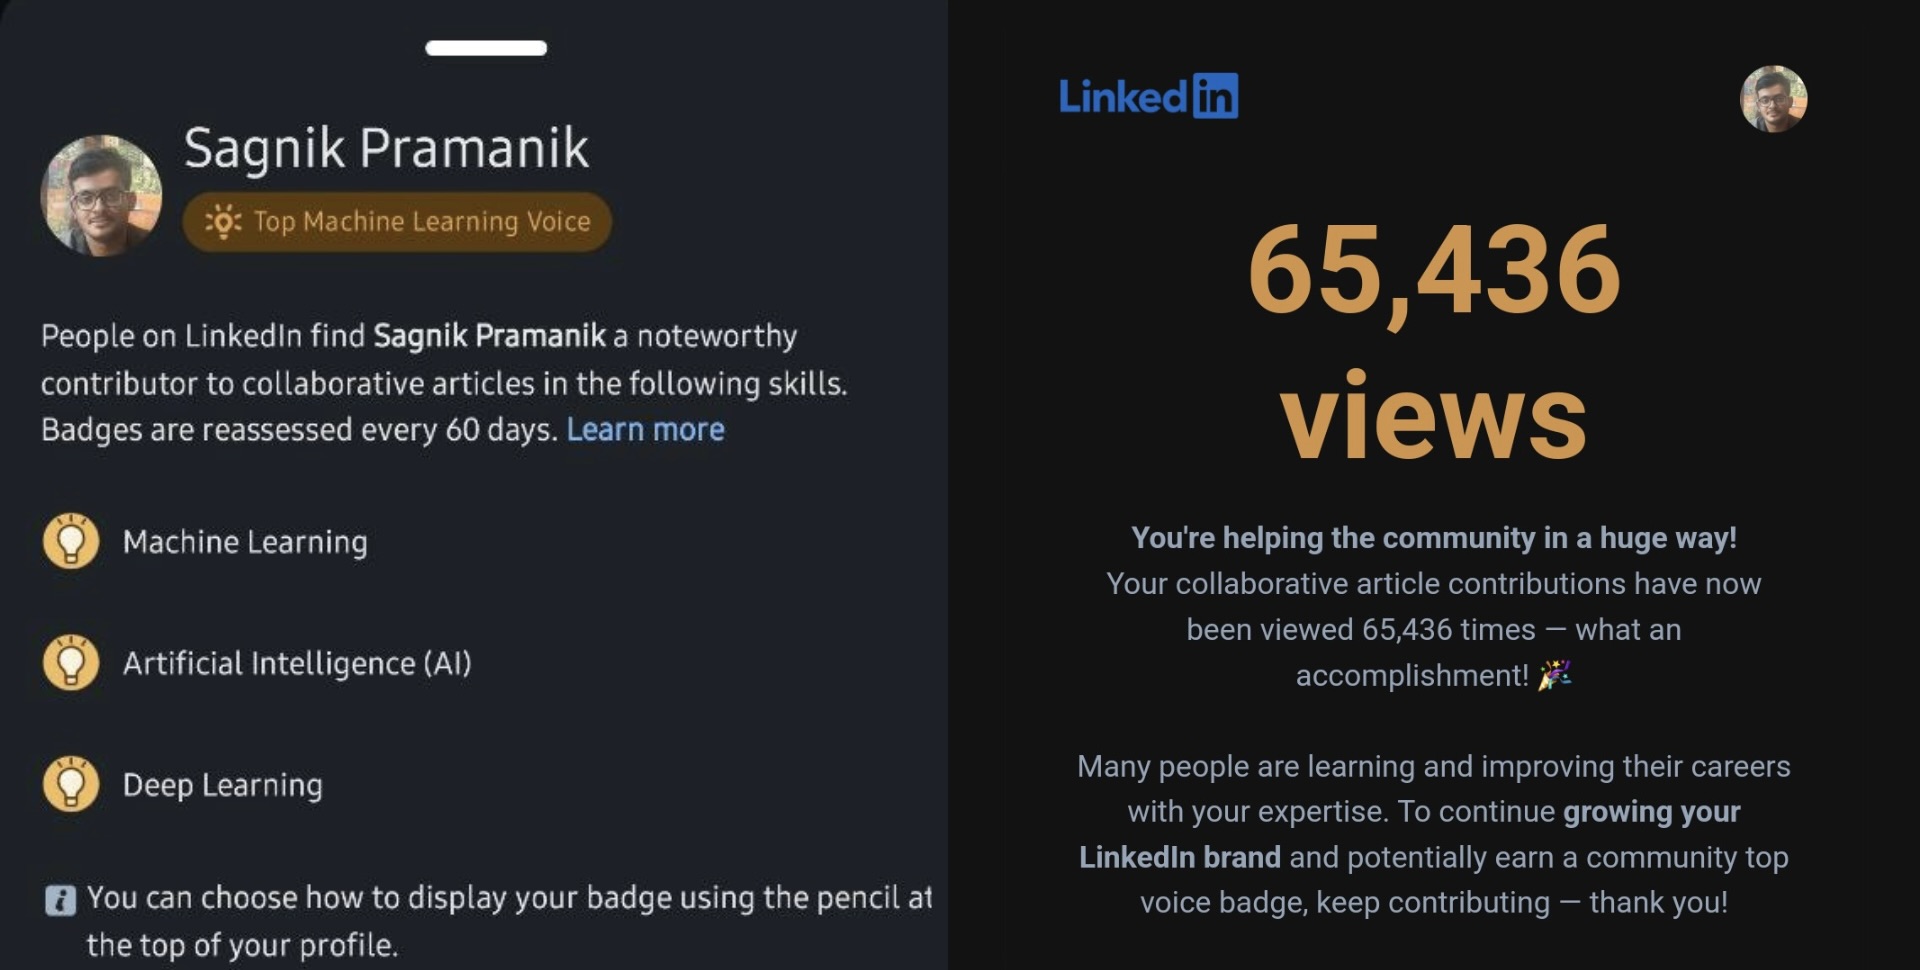 Sagnik Pramanik
Top Machine Learning Voice
People on LinkedIn find Sagnik Pramanik a noteworthy
contributor to collaborative articles in the following skills.
Badges are reassessed every 60 days. Learn more
Machine Learning
Artificial Intelligence (AI)
Deep Learning
i You can choose how to display your badge using the pencil at
the top of your profile.
LinkedIn
65,436
views
You're helping the community in a huge way!
Your collaborative article contributions have now
been viewed 65,436 times — what an
accomplishment! 🎉
Many people are learning and improving their careers
with your expertise. To continue growing your
LinkedIn brand and potentially earn a community top
voice badge, keep contributing — thank you!